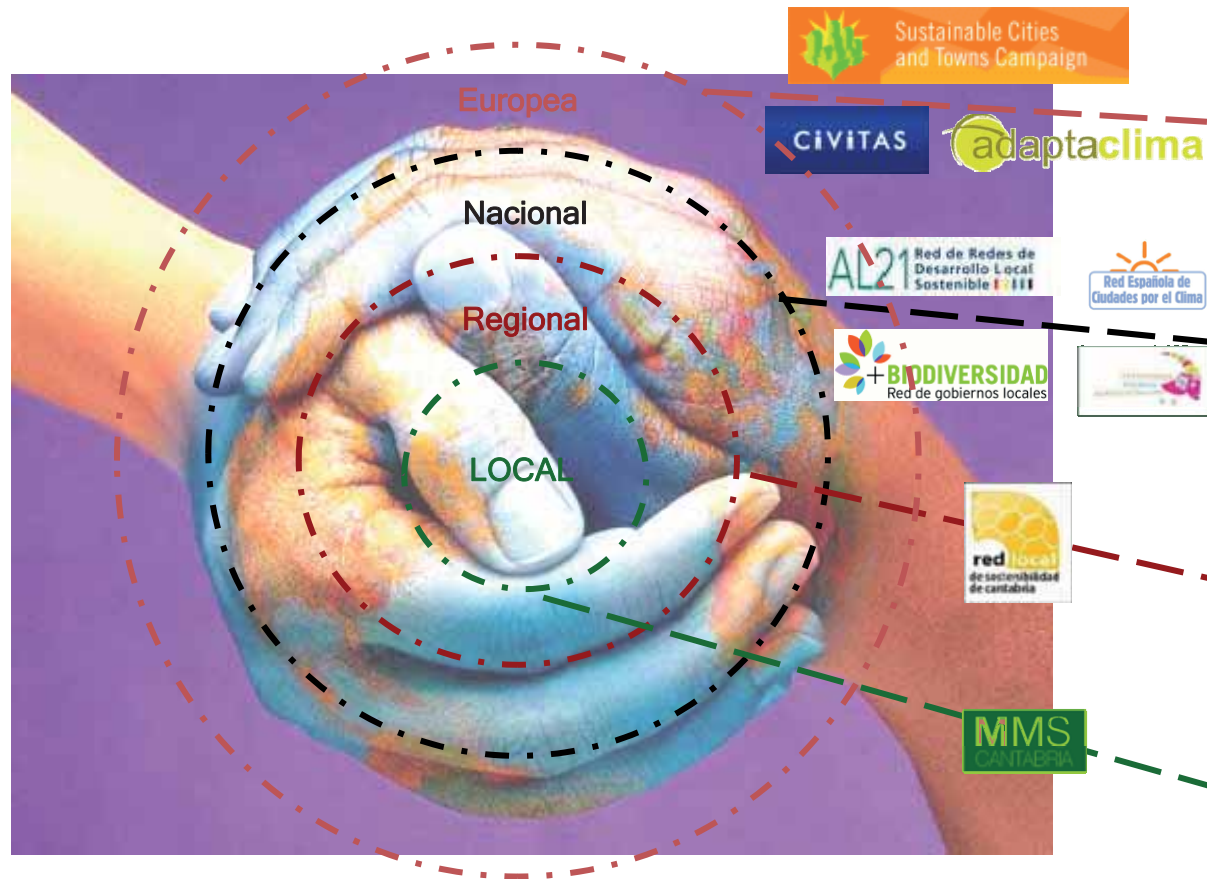 Sustainable Cities
and Towns Campaign
Europea
CiViTAS
adaptaclima
Nacional
AL21 Red de Redes de
Desarrollo Local
Sostenible
Red Española de
Ciudades por el Clima
Regional
+BIODIVERSIDAD
Red de gobiernos locales
LOCAL
red local
de sostenibilidad
de cantabria
MMS
CANTABRIA